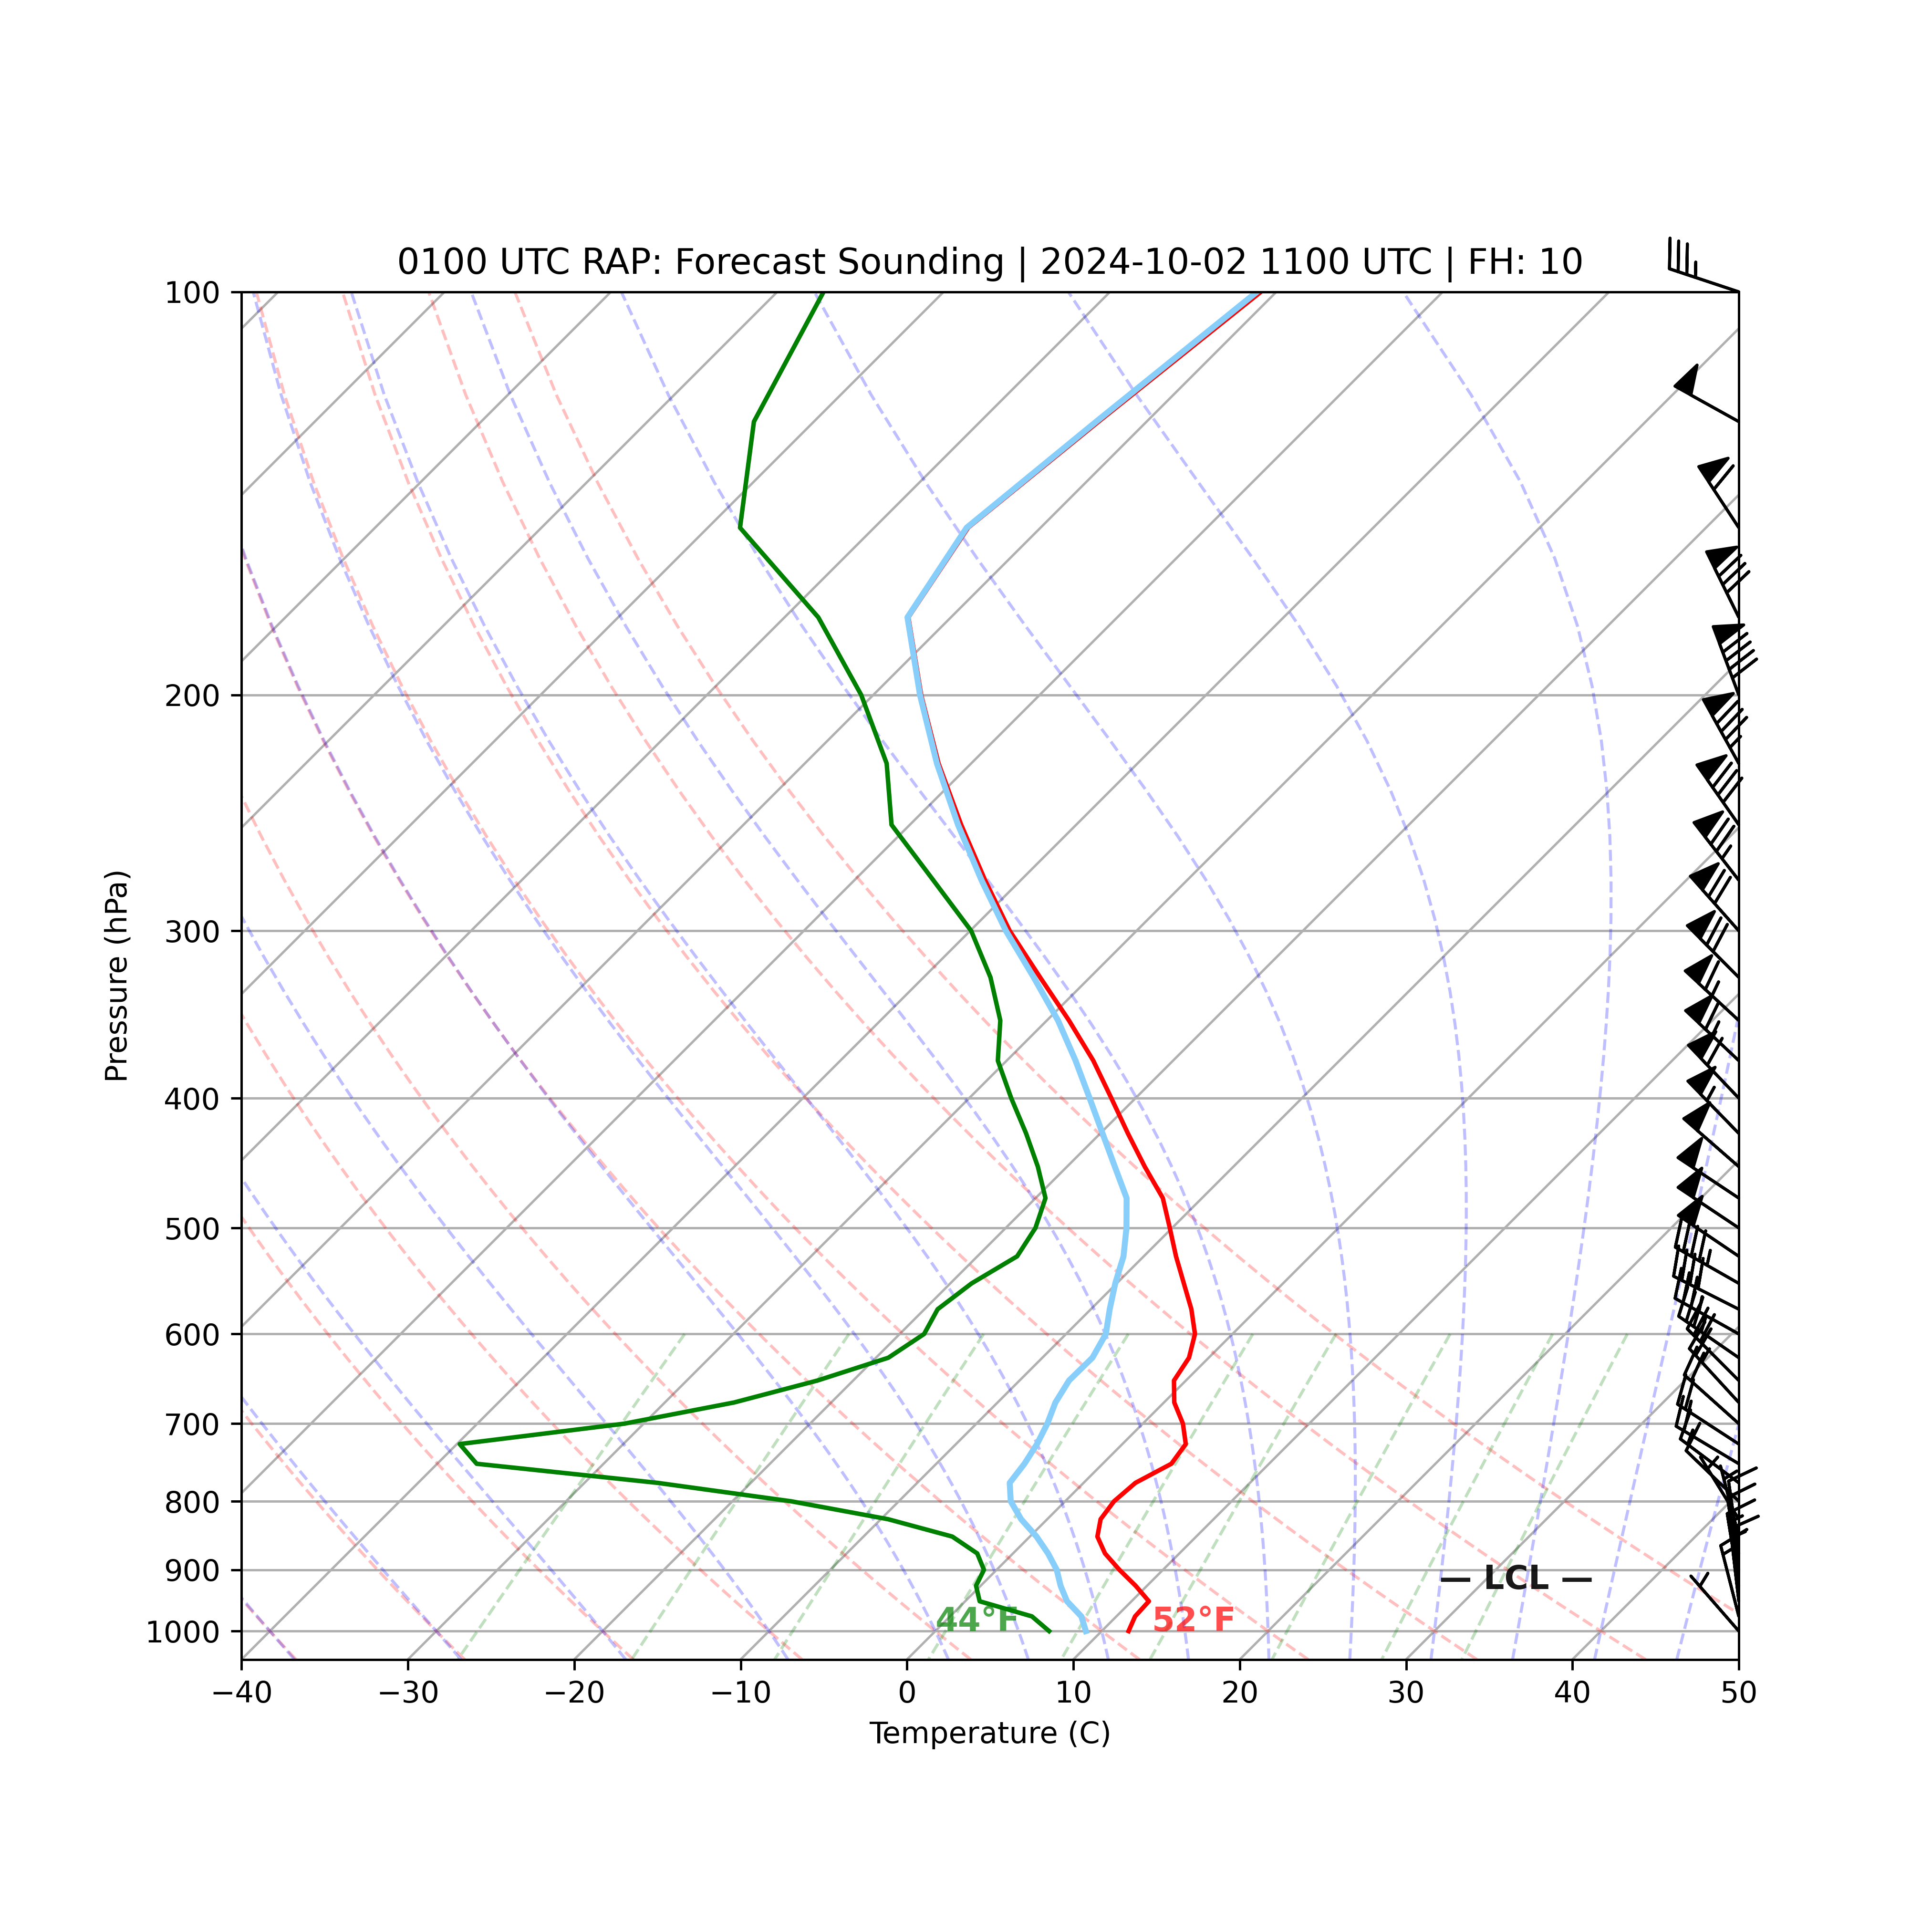 0100 UTC RAP: Forecast Sounding | 2024-10-02 1100 UTC | FH: 10
100
200
300
400
500
600
700
800
900
1000
Pressure (hPa)
— LCL —
44°F
52°F
−40 −30 −20 −10 0 10 20 30 40 50
Temperature (C)